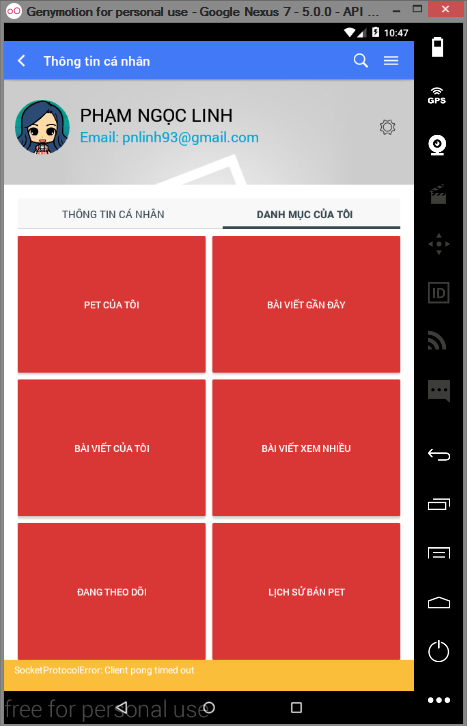 Genymotion for personal use - Google Nexus 7 - 5.0.0 - API ...
10:47
Thông tin cá nhân
GPS
PHẠM NGỌC LINH
Email: pnlinh93@gmail.com
THÔNG TIN CÁ NHÂN
DANH MỤC CỦA TÔI
ID
PET CỦA TÔI
BÀI VIẾT GẦN ĐÂY
BÀI VIẾT CỦA TÔI
BÀI VIẾT XEM NHIỀU
ĐANG THEO DÕI
LỊCH SỬ BÁN PET
SocketProtocolError: Client pong timed out
free for personal use